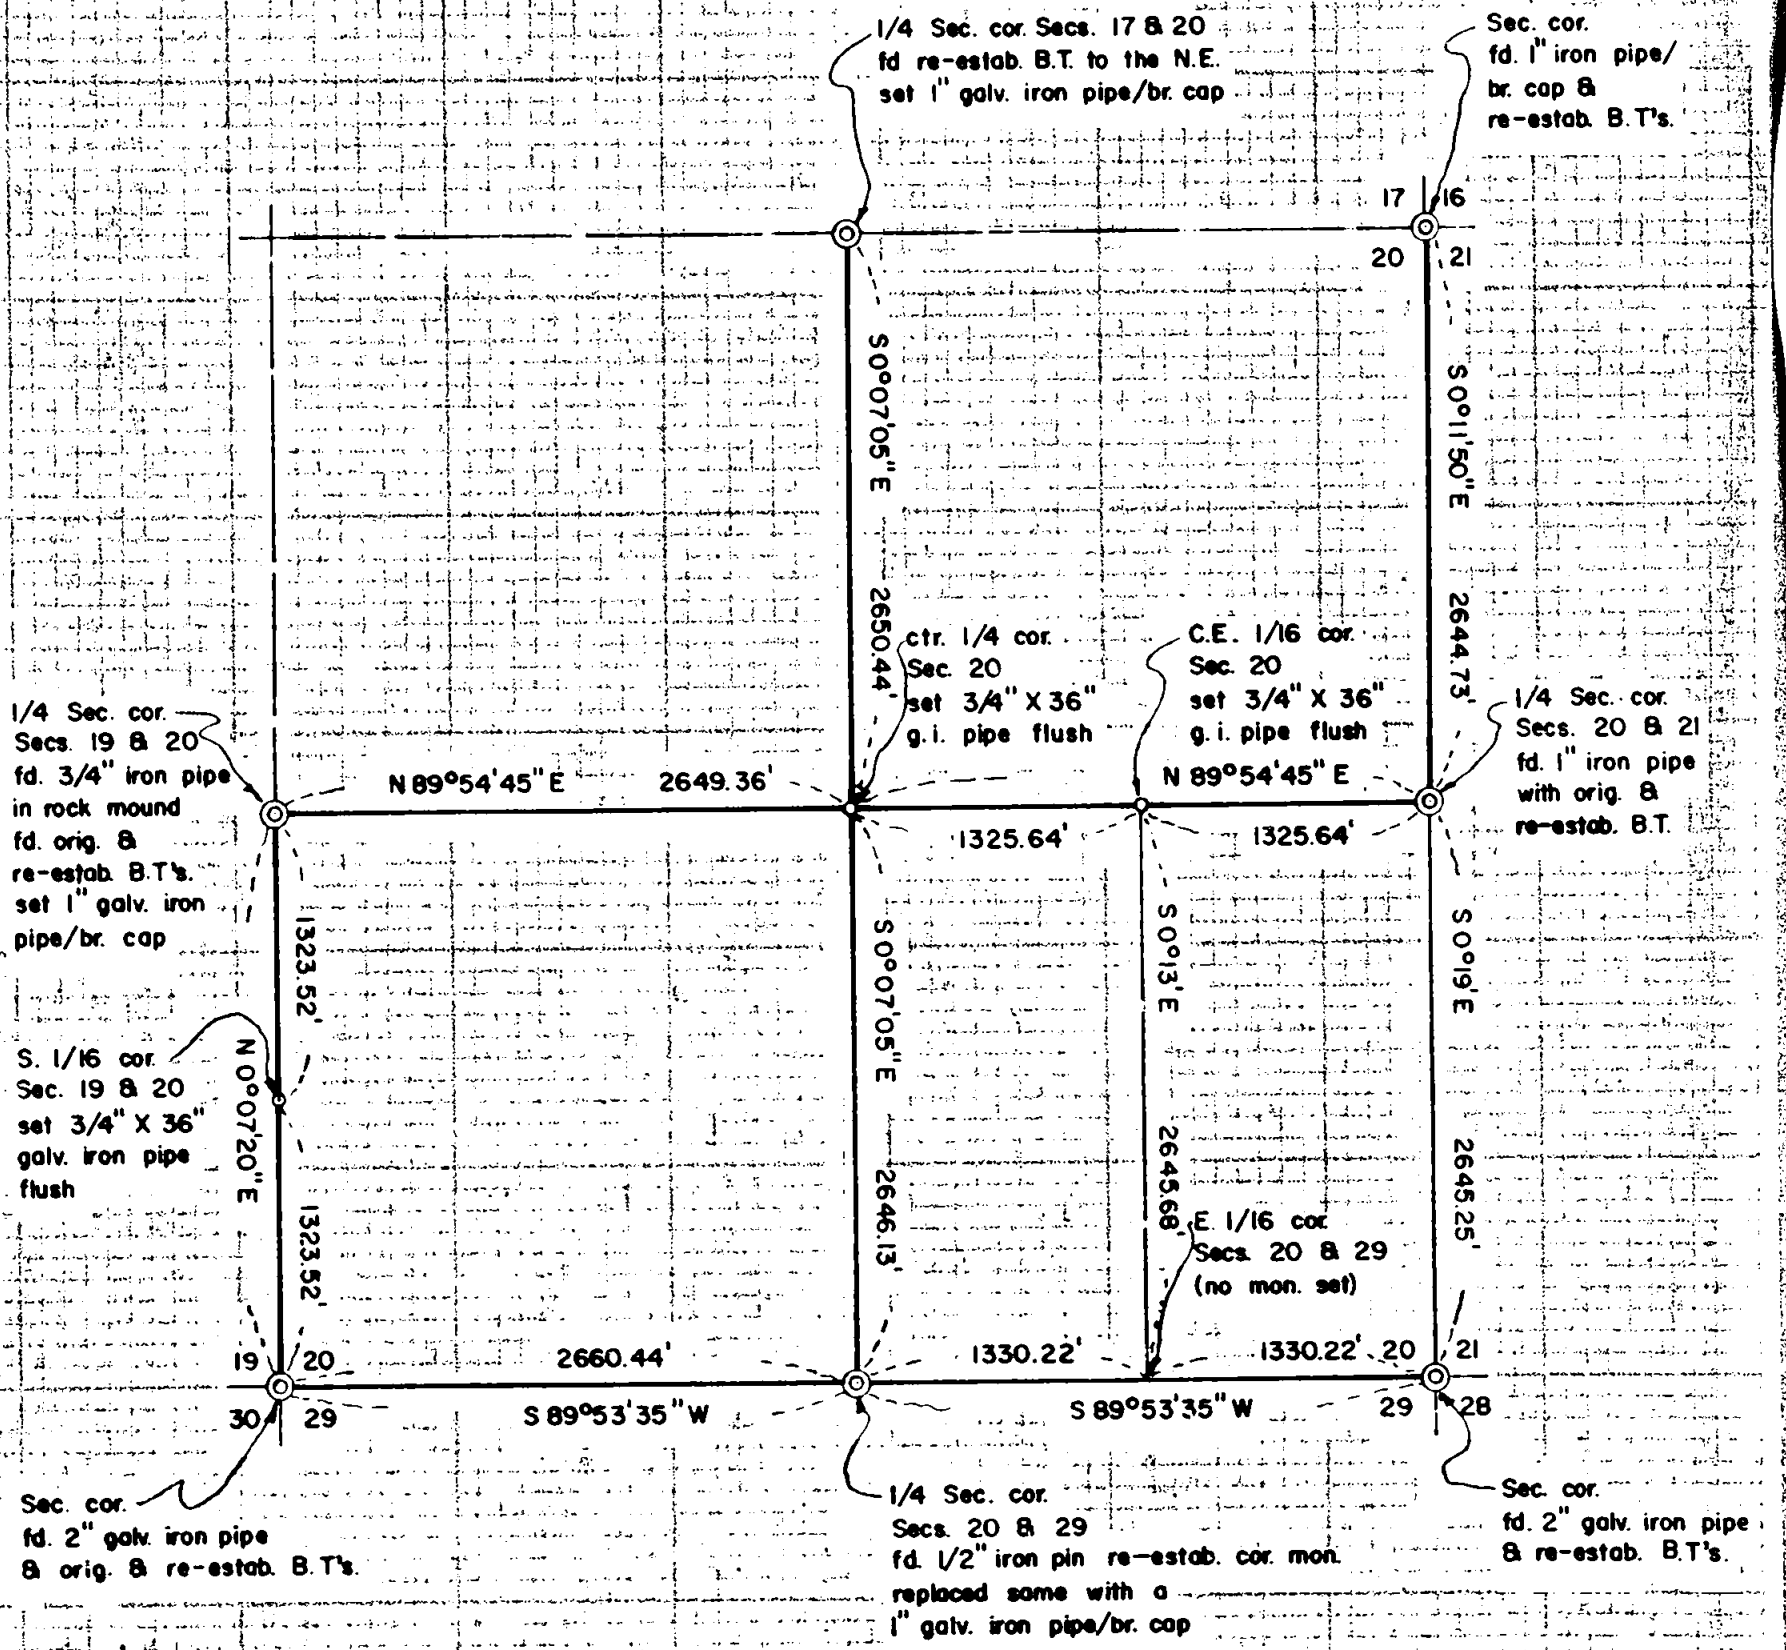 1/4 Sec. cor. Secs. 17 & 20
fd re-estab. B.T. to the N.E.
set 1" galv. iron pipe/br. cap
Sec. cor.
fd. 1" iron pipe/
br. cap &
re-estab. B.T's.
17 16
20 21
S 0°07'05" E
2650.44'
S 0°11'50" E
2644.73'
ctr. 1/4 cor.
Sec. 20
set 3/4" X 36"
g.i. pipe flush
C.E. 1/16 cor.
Sec. 20
set 3/4" X 36"
g.i. pipe flush
1/4 Sec. cor.
Secs. 20 & 21
fd. 1" iron pipe
with orig. &
re-estab. B.T.
1/4 Sec. cor.
Secs. 19 & 20
fd. 3/4" iron pipe
in rock mound
fd. orig. &
re-estab. B.T's.
set 1" galv. iron
pipe/br. cap
N 89°54'45" E 2649.36'
N 89°54'45" E
1325.64'
1325.64'
1323.52'
S 0°07'05" E
2646.13'
S 0°13' E
2645.68'
S 0°19' E
2645.25'
S. 1/16 cor.
Sec. 19 & 20
set 3/4" X 36"
galv. iron pipe
flush
N 0°07'20" E
1323.52'
E. 1/16 cor.
Secs. 20 & 29
(no mon. set)
19 20
30 29
2660.44'
S 89°53'35" W
1330.22'
1330.22'
S 89°53'35" W
20 21
29 28
Sec. cor.
fd. 2" galv. iron pipe
& orig. & re-estab. B.T's.
1/4 Sec. cor.
Secs. 20 & 29
fd. 1/2" iron pin re-estab. cor. mon.
replaced same with a
1" galv. iron pipe/br. cap
Sec. cor.
fd. 2" galv. iron pipe
& re-estab. B.T's.